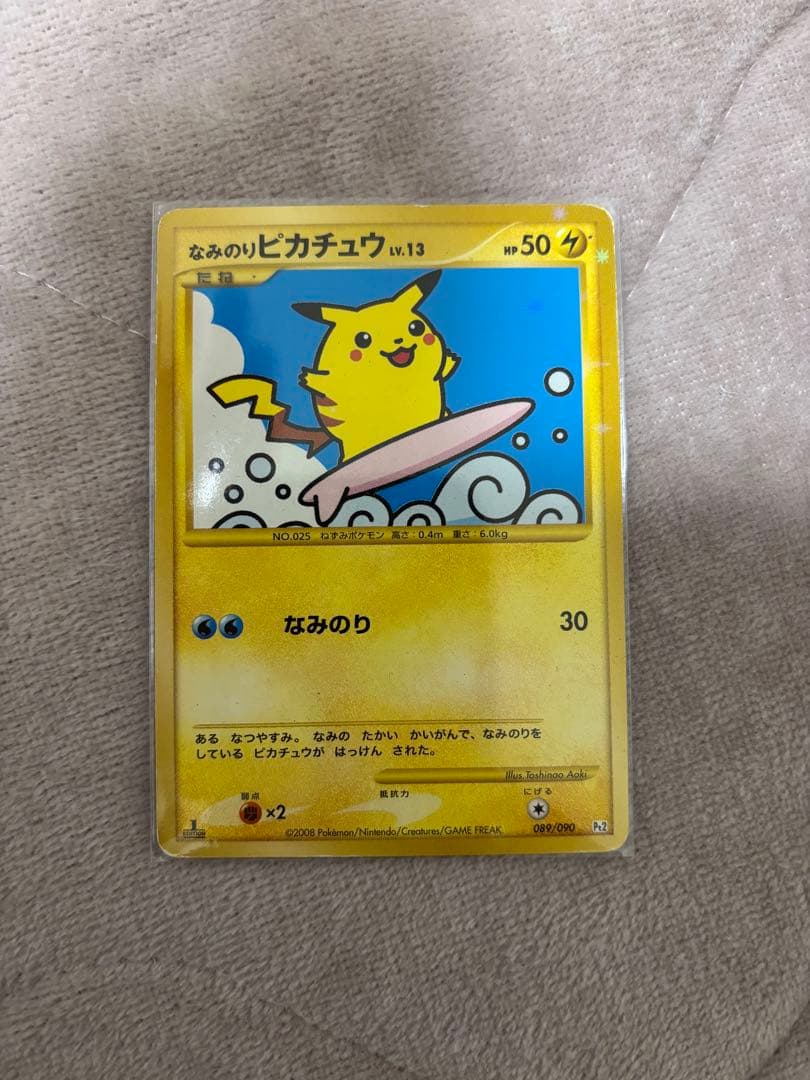 なみのりピカチュウ LV.13 HP 50
たね
NO.025 ねずみポケモン 高さ:0.4m 重さ:6.0kg
なみのり 30
ある なつやすみ。 なみの たかい かいがんで、なみのりを
している ピカチュウが はっけん された。
Illus.Toshinao Aoki
弱点 抵抗力 にげる
×2
1 EDITION ©2008 Pokémon/Nintendo/Creatures/GAME FREAK 089/090 Pt2